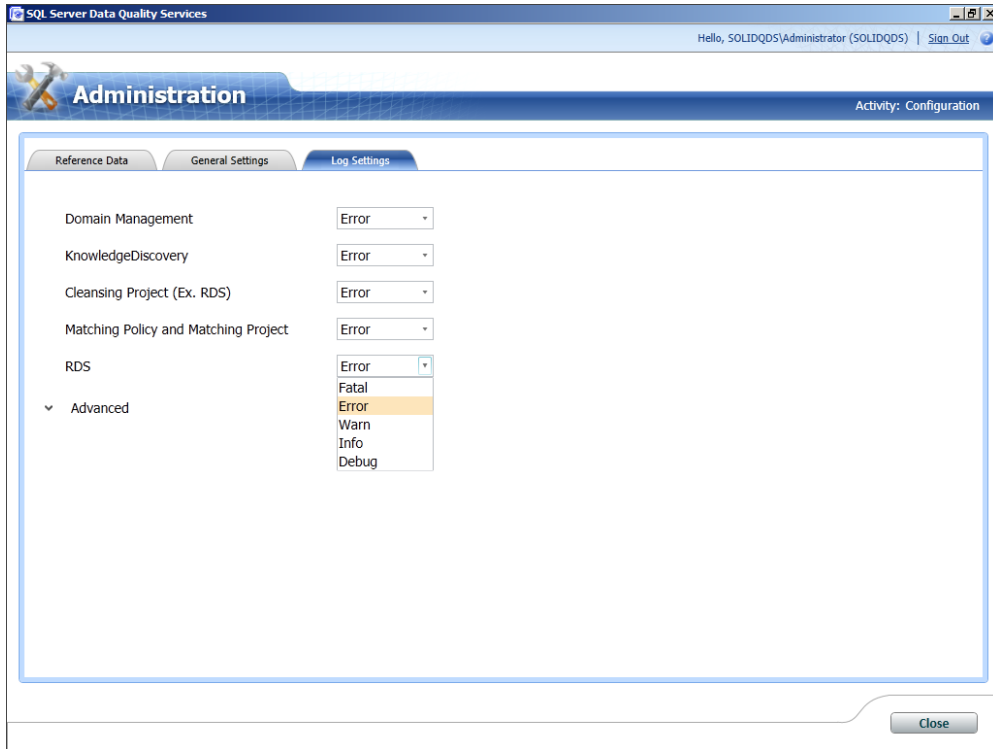 SQL Server Data Quality Services
Hello, SOLIDQDS\Administrator (SOLIDQDS) | Sign Out ?
Administration
Activity: Configuration
Reference Data General Settings Log Settings
Domain Management Error
KnowledgeDiscovery Error
Cleansing Project (Ex. RDS) Error
Matching Policy and Matching Project Error
RDS Error
Fatal
Advanced Error
Warn
Info
Debug
Close